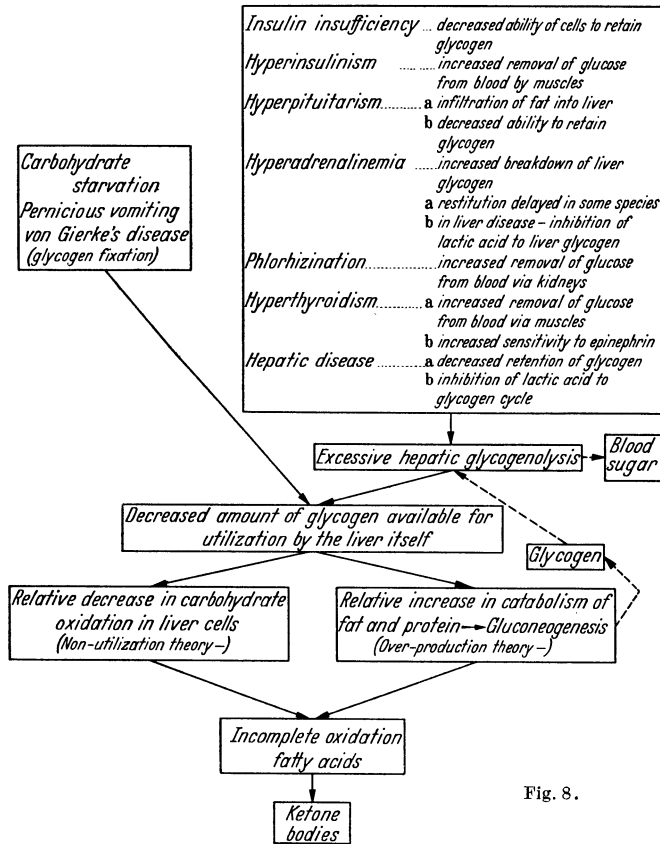 Insulin insufficiency ... decreased ability of cells to retain
glycogen
Hyperinsulinism ......... increased removal of glucose
from blood by muscles
Hyperpituitarism .......... a infiltration of fat into liver
b decreased ability to retain
glycogen
Hyperadrenalinemia ....... increased breakdown of liver
glycogen
a restitution delayed in some species
b in liver disease – inhibition of
lactic acid to liver glycogen
Phlorhizination ............ increased removal of glucose
from blood via kidneys
Hyperthyroidism .... a increased removal of glucose
from blood via muscles
b increased sensitivity to epinephrin
Hepatic disease ...... a decreased retention of glycogen
b inhibition of lactic acid to
glycogen cycle
Carbohydrate
starvation
Pernicious vomiting
von Gierke's disease
(glycogen fixation)
Excessive hepatic glycogenolysis
Blood
sugar
Decreased amount of glycogen available for
utilization by the liver itself
Glycogen
Relative decrease in carbohydrate
oxidation in liver cells
(Non-utilization theory–)
Relative increase in catabolism of
fat and protein → Gluconeogenesis
(Over-production theory–)
Incomplete oxidation
fatty acids
Ketone
bodies
Fig. 8.